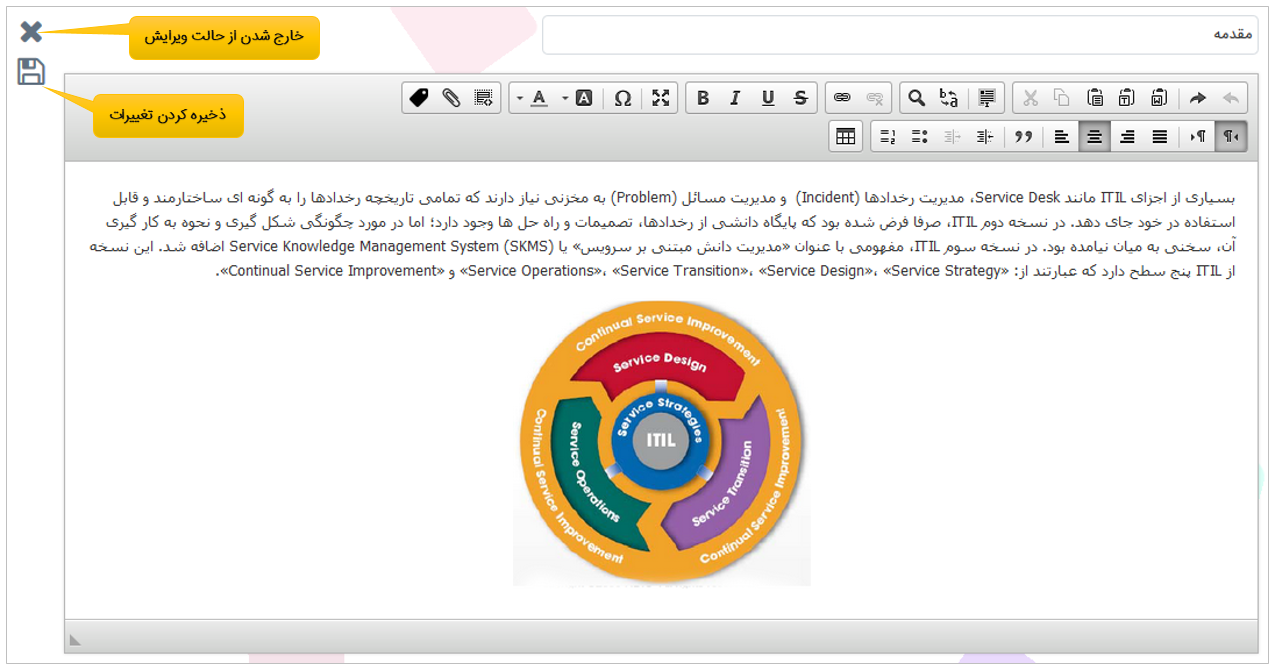 خارج شدن از حالت ویرایش
مقدمه
ذخیره کردن تغییرات
بسیاری از اجزای ITIL مانند Service Desk، مدیریت رخدادها (Incident) و مدیریت مسائل (Problem) به مخزنی نیاز دارند که تمامی تاریخچه رخدادها را به گونه ای ساختارمند و قابل
استفاده در خود جای دهد. در نسخه دوم ITIL، صرفا فرض شده بود که پایگاه دانشی از رخدادها، تصمیمات و راه حل ها وجود دارد؛ اما در مورد چگونگی شکل گیری و نحوه به کار گیری
آن، سخنی به میان نیامده بود. در نسخه سوم ITIL، مفهومی با عنوان «مدیریت دانش مبتنی بر سرویس» یا Service Knowledge Management System (SKMS) اضافه شد. این نسخه
از ITIL پنج سطح دارد که عبارتند از: «Service Strategy»، «Service Design»، «Service Transition»، «Service Operations» و «Continual Service Improvement».
Continual Service Improvement
Service Design
Service Strategies
ITIL
Service Operations
Service Transition
Continual Service Improvement
Continual Service Improvement